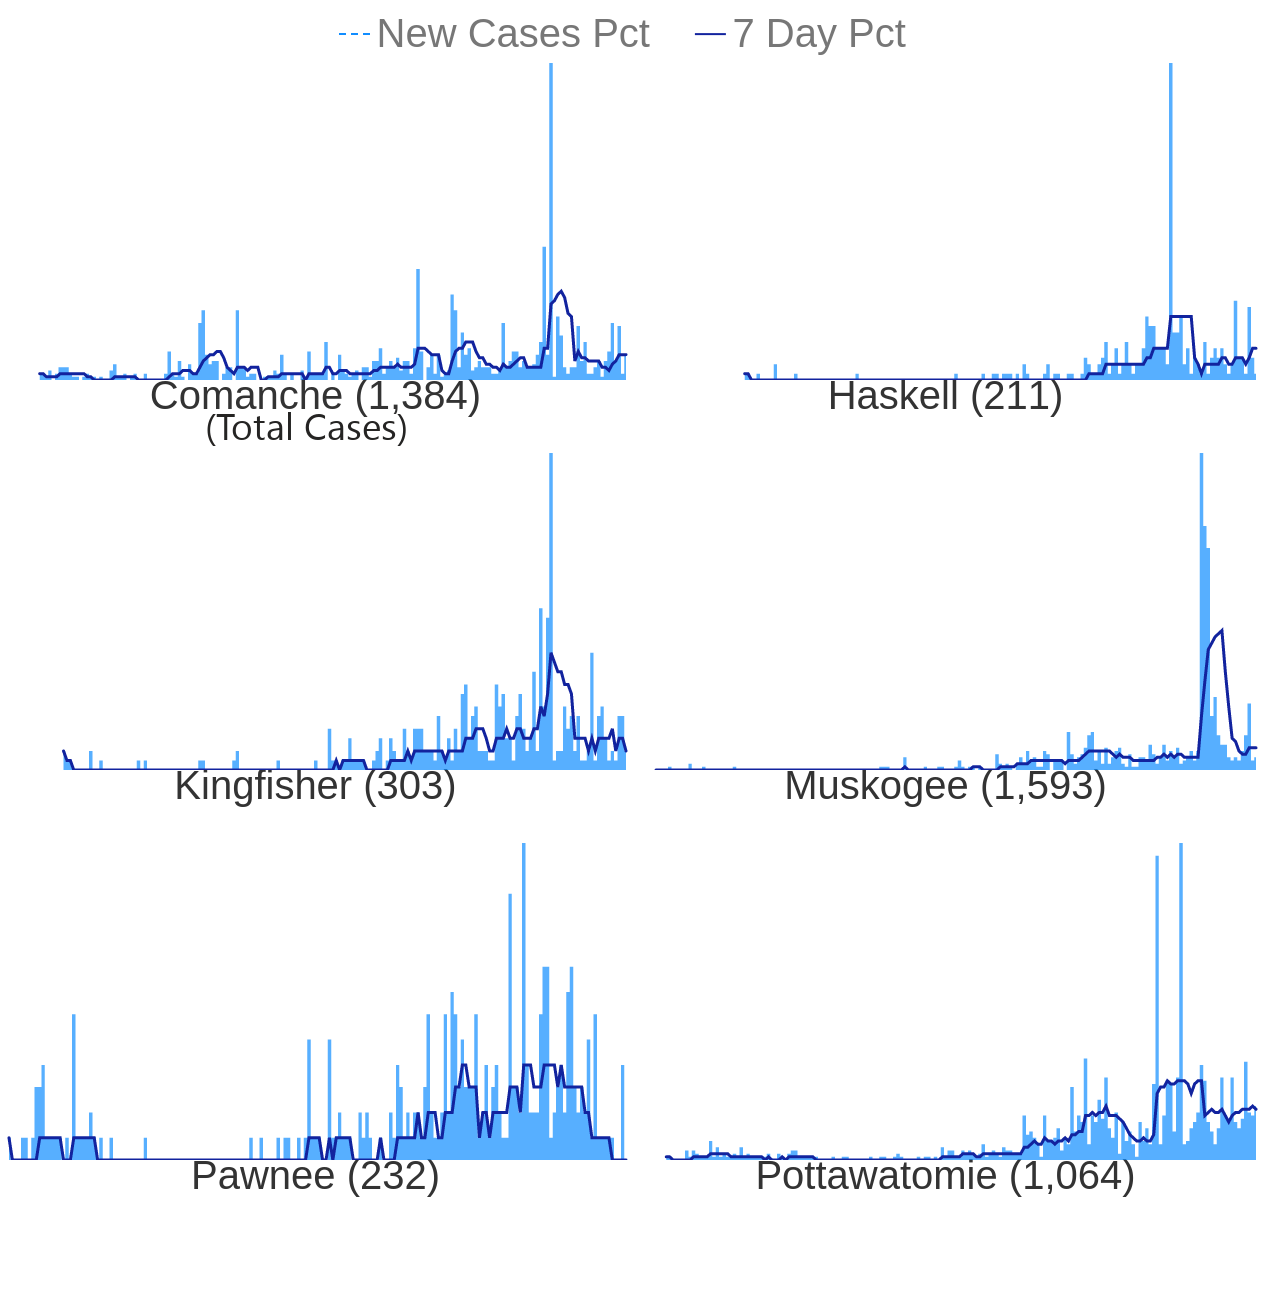 New Cases Pct 7 Day Pct
Comanche (1,384) Haskell (211)
(Total Cases)
Kingfisher (303) Muskogee (1,593)
Pawnee (232) Pottawatomie (1,064)